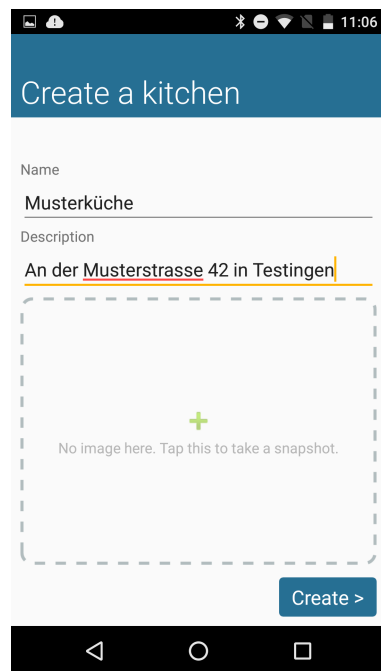 11:06
Create a kitchen
Name
Musterküche
Description
An der Musterstrasse 42 in Testingen
No image here. Tap this to take a snapshot.
Create >